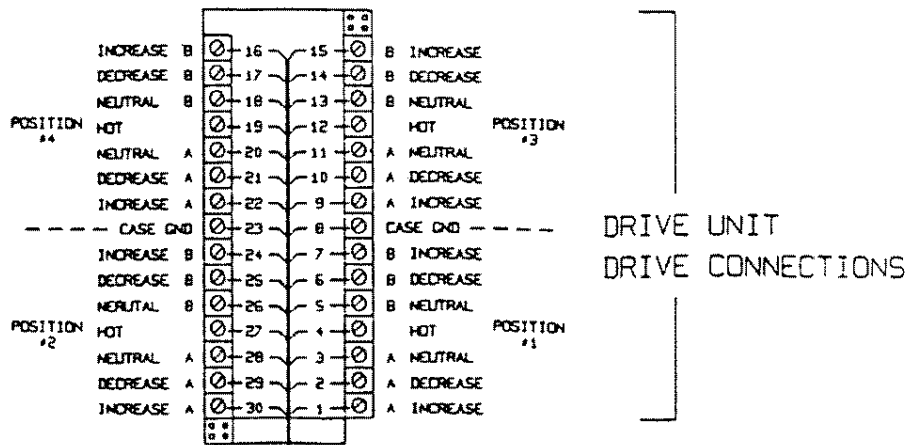 INCREASE B 16 15 B INCREASE
DECREASE B 17 14 B DECREASE
NEUTRAL B 18 13 B NEUTRAL
POSITION #4 HOT 19 12 HOT POSITION #3
NEUTRAL A 20 11 A NEUTRAL
DECREASE A 21 10 A DECREASE
INCREASE A 22 9 A INCREASE
CASE GND 23 8 CASE GND
INCREASE B 24 7 B INCREASE
DECREASE B 25 6 B DECREASE
NERUTAL B 26 5 B NEUTRAL
POSITION #2 HOT 27 4 HOT POSITION #1
NEUTRAL A 28 3 A NEUTRAL
DECREASE A 29 2 A DECREASE
INCREASE A 30 1 A INCREASE
DRIVE UNIT
DRIVE CONNECTIONS